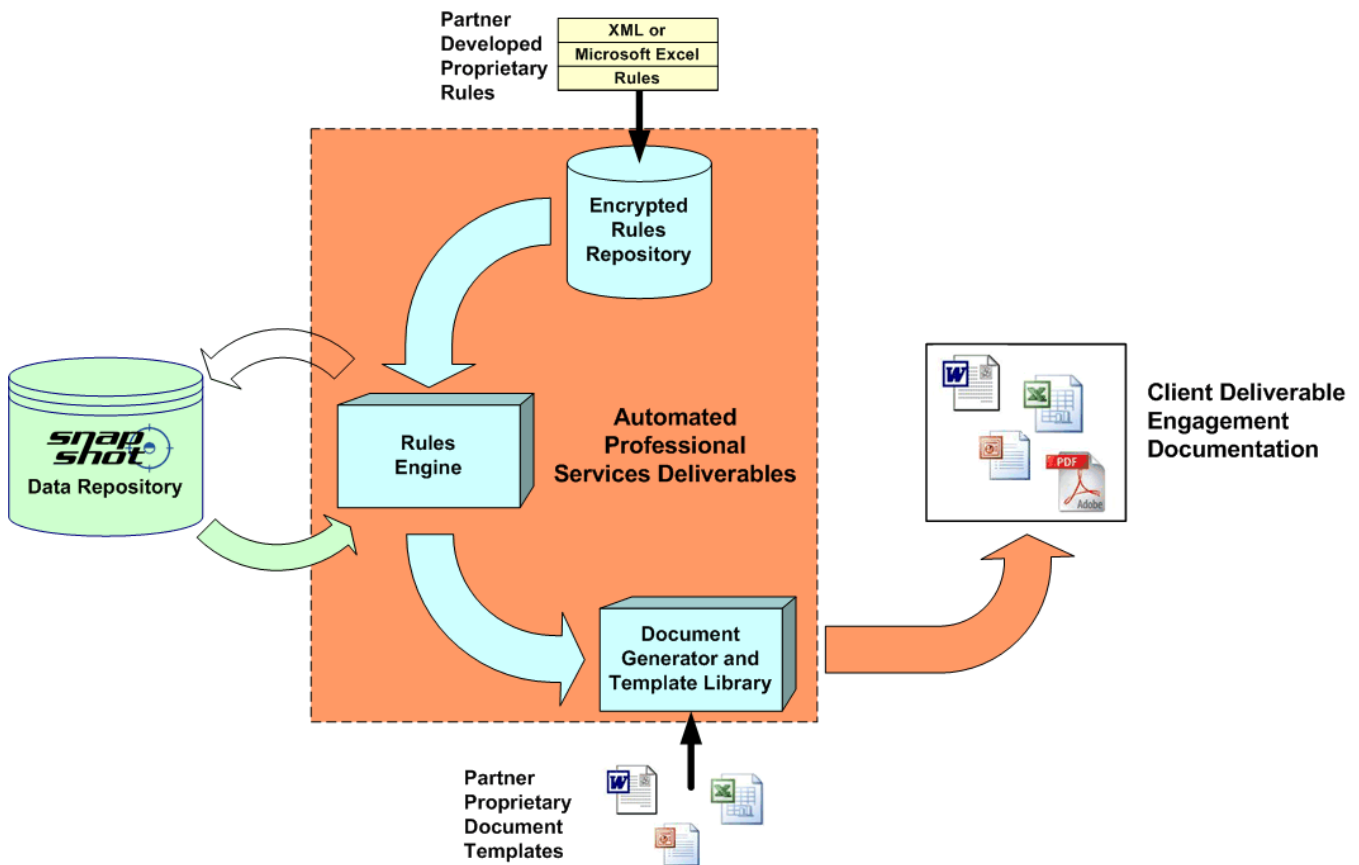 Partner
Developed
Proprietary
Rules
XML or
Microsoft Excel
Rules
Encrypted
Rules
Repository
snap
shot
Data Repository
Rules
Engine
Automated
Professional
Services Deliverables
W
X
PDF
Adobe
Client Deliverable
Engagement
Documentation
Document
Generator and
Template Library
Partner
Proprietary
Document
Templates
W
X